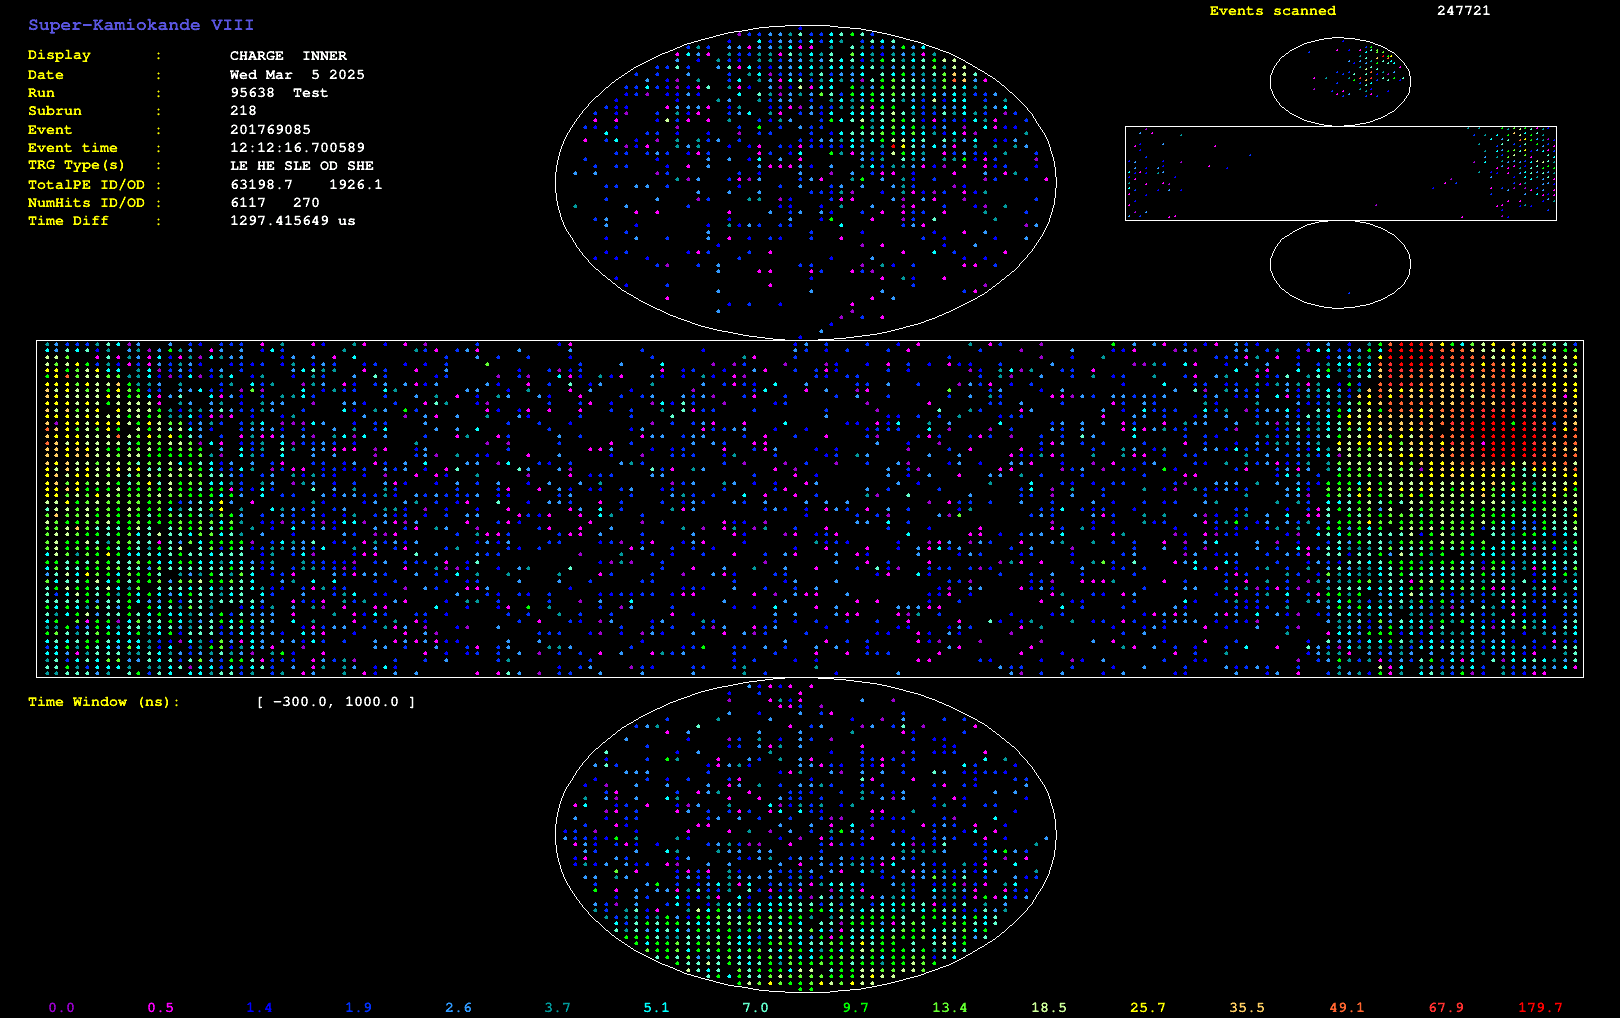 Super-Kamiokande VIII
Events scanned 247721
Display : CHARGE INNER
Date : Wed Mar 5 2025
Run : 95638 Test
Subrun : 218
Event : 201769085
Event time : 12:12:16.700589
TRG Type(s) : LE HE SLE OD SHE
TotalPE ID/OD : 63198.7 1926.1
NumHits ID/OD : 6117 270
Time Diff : 1297.415649 us
Time Window (ns): [ -300.0, 1000.0 ]
0.0 0.5 1.4 1.9 2.6 3.7 5.1 7.0 9.7 13.4 18.5 25.7 35.5 49.1 67.9 179.7